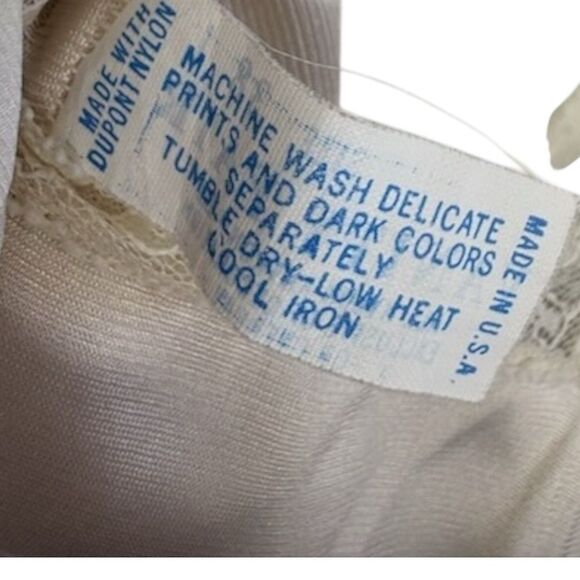 MADE WITH
DUPONT NYLON
MACHINE WASH DELICATE
PRINTS AND DARK COLORS
SEPARATELY
TUMBLE DRY-LOW HEAT
COOL IRON
MADE IN U.S.A.